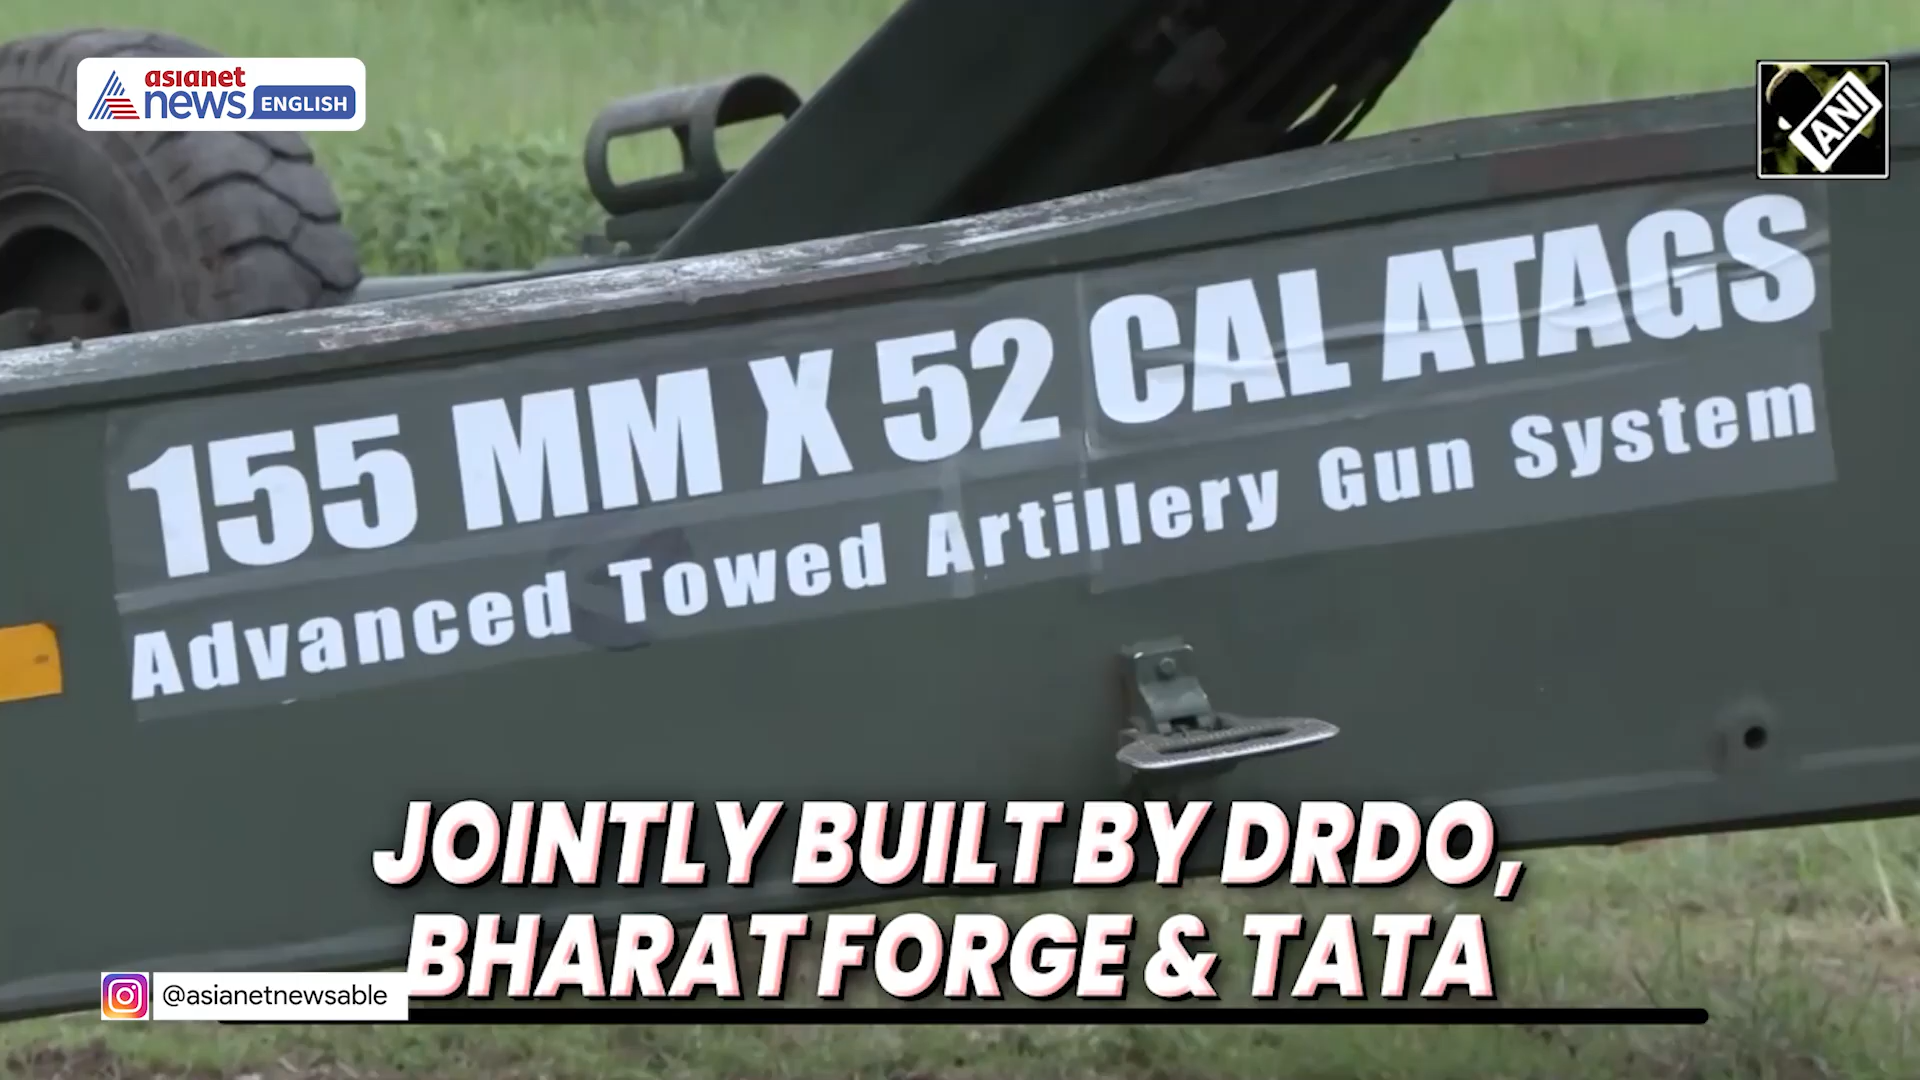 asianet
news ENGLISH
ANI
155 MM X 52 CAL ATAGS
Advanced Towed Artillery Gun System
JOINTLY BUILT BY DRDO,
BHARAT FORGE & TATA
@asianetnewsable